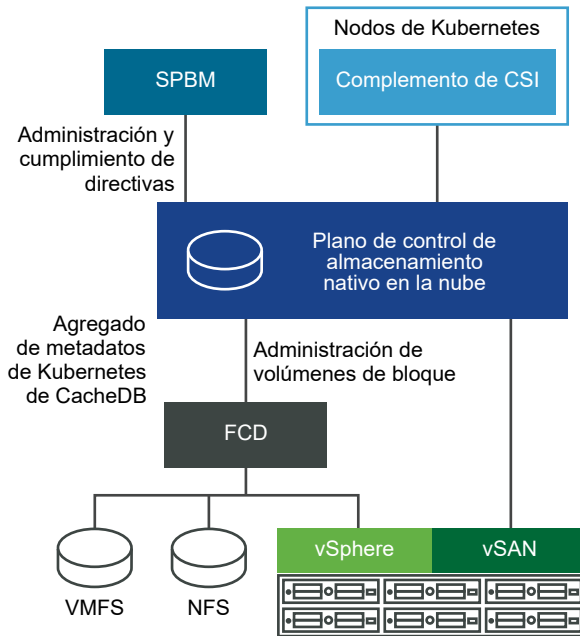 Nodos de Kubernetes
SPBM
Complemento de CSI
Administración y
cumplimiento de
directivas
Plano de control de
almacenamiento
nativo en la nube
Agregado
de metadatos
de Kubernetes
de CacheDB
Administración de
volúmenes de bloque
FCD
vSphere
vSAN
VMFS
NFS